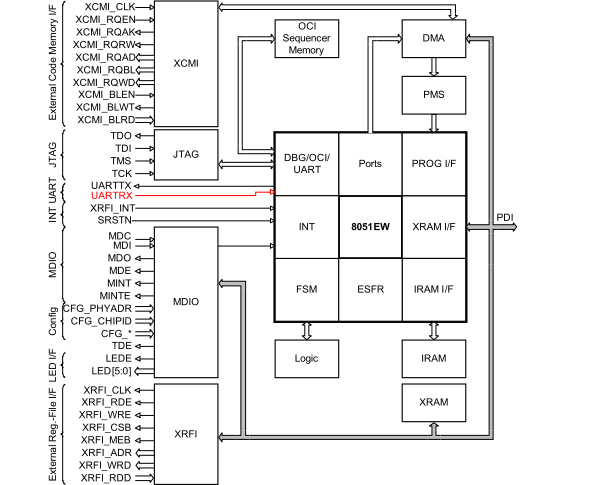 External Code Memory I/F
XCMI_CLK
XCMI_RQEN
XCMI_RQAK
XCMI_RQRW
XCMI_RQAD
XCMI_RQBL
XCMI_RQWD
XCMI_BLEN
XCMI_BLWT
XCMI_BLRD
XCMI
JTAG
TDO
TDI
TMS
TCK
JTAG
UART
UARTTX
UARTRX
INT
XRFI_INT
SRSTN
MDIO
MDC
MDI
MDO
MDE
MINT
MINTE
MDIO
Config
CFG_PHYADR
CFG_CHIPID
CFG_*
LED I/F
TDE
LEDE
LED[5:0]
External Reg.-File I/F
XRFI_CLK
XRFI_RDE
XRFI_WRE
XRFI_CSB
XRFI_MEB
XRFI_ADR
XRFI_WRD
XRFI_RDD
XRFI
OCI
Sequencer
Memory
DMA
PMS
DBG/OCI/
UART
Ports
PROG I/F
INT
8051EW
XRAM I/F
FSM
ESFR
IRAM I/F
PDI
Logic
IRAM
XRAM